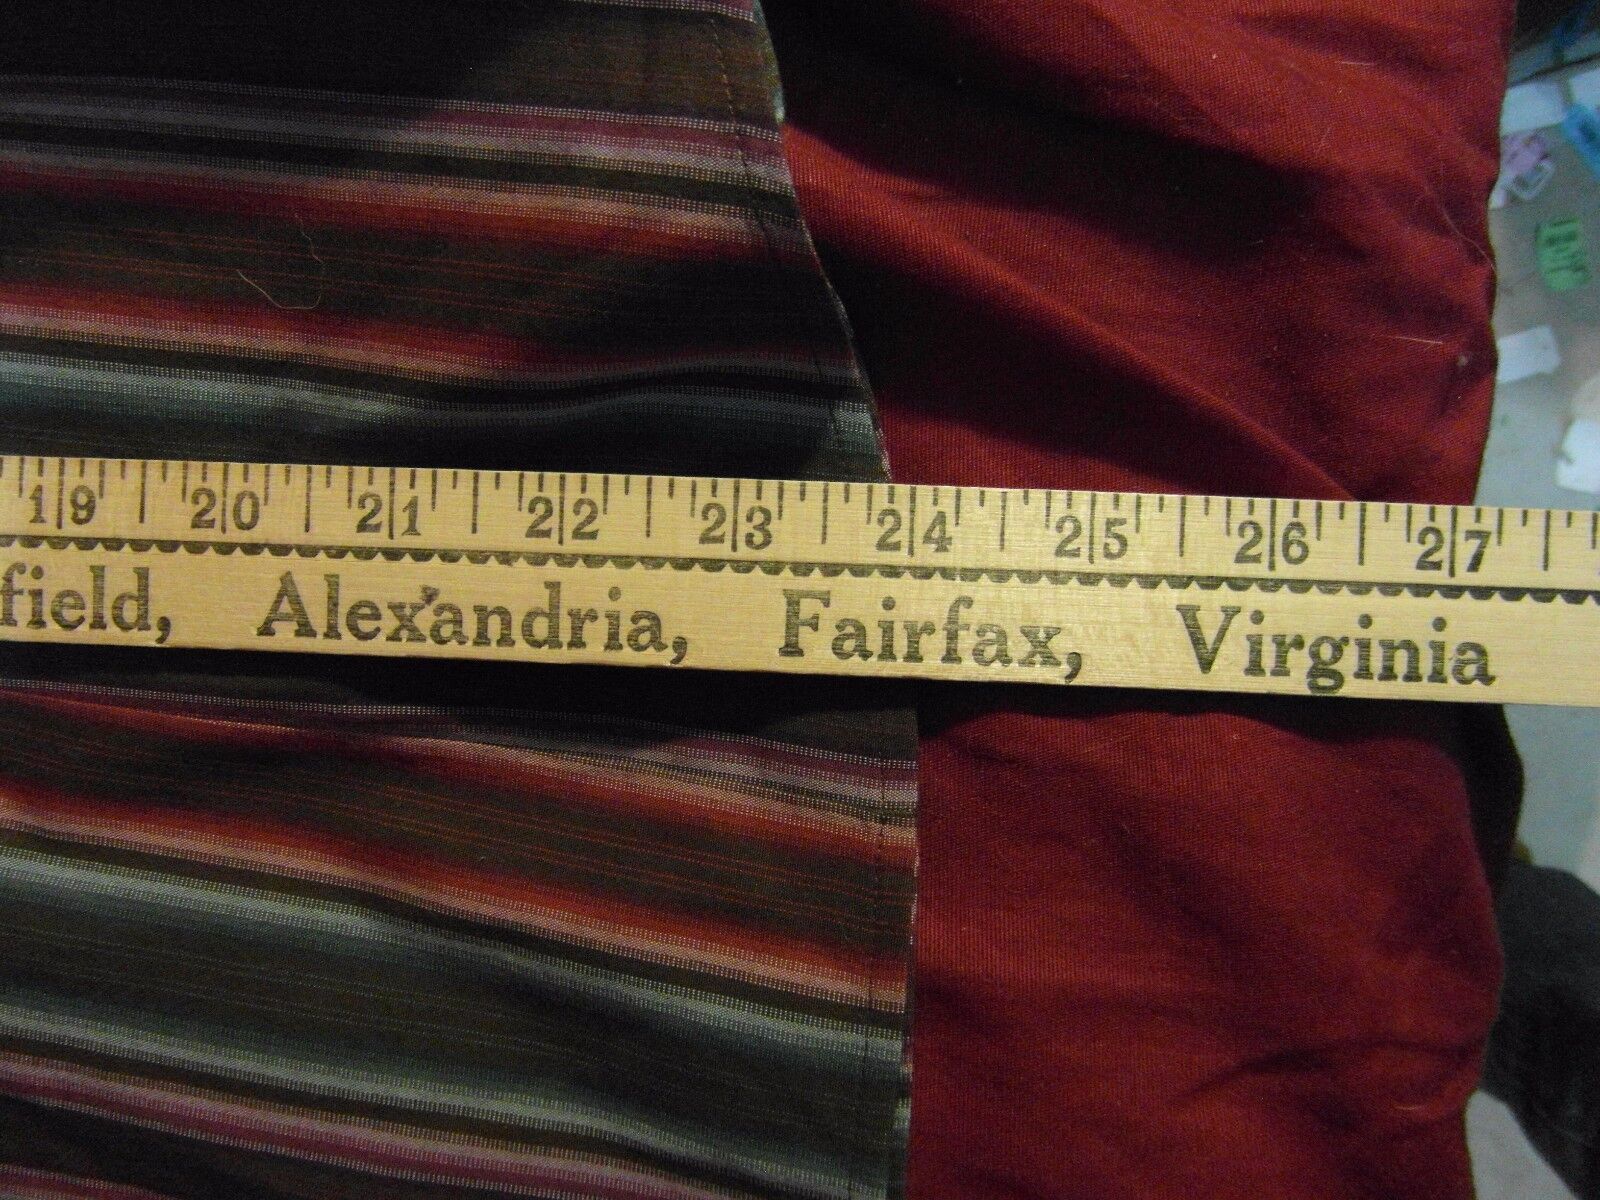 19 20 21 22 23 24 25 26 27
field, Alexandria, Fairfax, Virginia